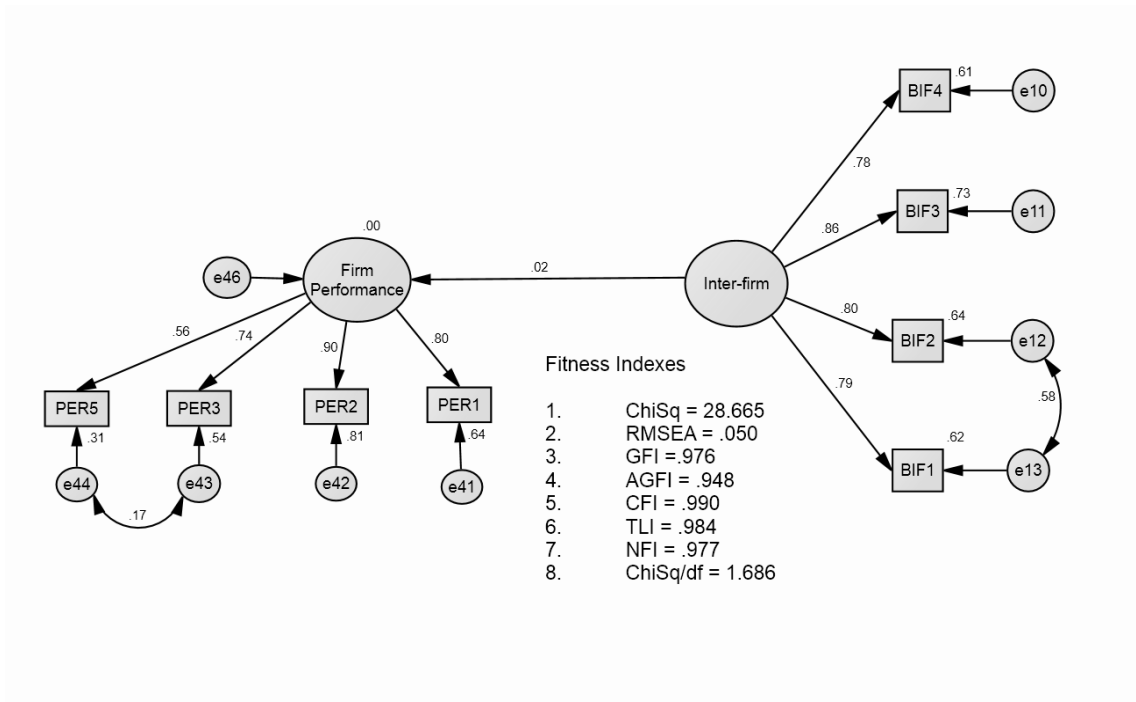 .61
BIF4
e10
.78
.73
BIF3
e11
.86
.00
e46
Firm
Performance
.02
Inter-firm
.80
.64
BIF2
e12
.56
.74
.90
.80
.58
.79
Fitness Indexes
PER5
PER3
PER2
PER1
.31
.54
.81
.64
.62
BIF1
e13
e44
e43
e42
e41
.17
1. ChiSq = 28.665
2. RMSEA = .050
3. GFI =.976
4. AGFI = .948
5. CFI = .990
6. TLI = .984
7. NFI = .977
8. ChiSq/df = 1.686